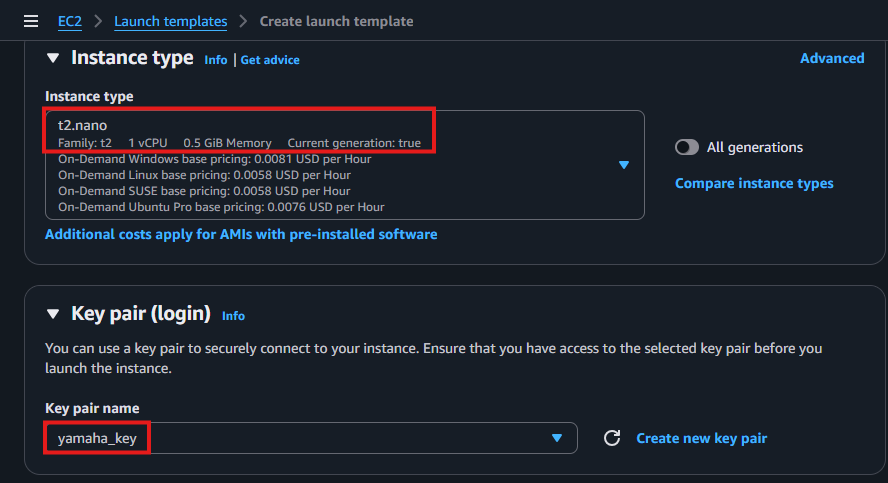 EC2 > Launch templates > Create launch template
Instance type Info | Get advice Advanced
Instance type
t2.nano
Family: t2 1 vCPU 0.5 GiB Memory Current generation: true
On-Demand Windows base pricing: 0.0081 USD per Hour
On-Demand Linux base pricing: 0.0058 USD per Hour
On-Demand SUSE base pricing: 0.0058 USD per Hour
On-Demand Ubuntu Pro base pricing: 0.0076 USD per Hour
All generations
Compare instance types
Additional costs apply for AMIs with pre-installed software
Key pair (login) Info
You can use a key pair to securely connect to your instance. Ensure that you have access to the selected key pair before you
launch the instance.
Key pair name
yamaha_key
Create new key pair